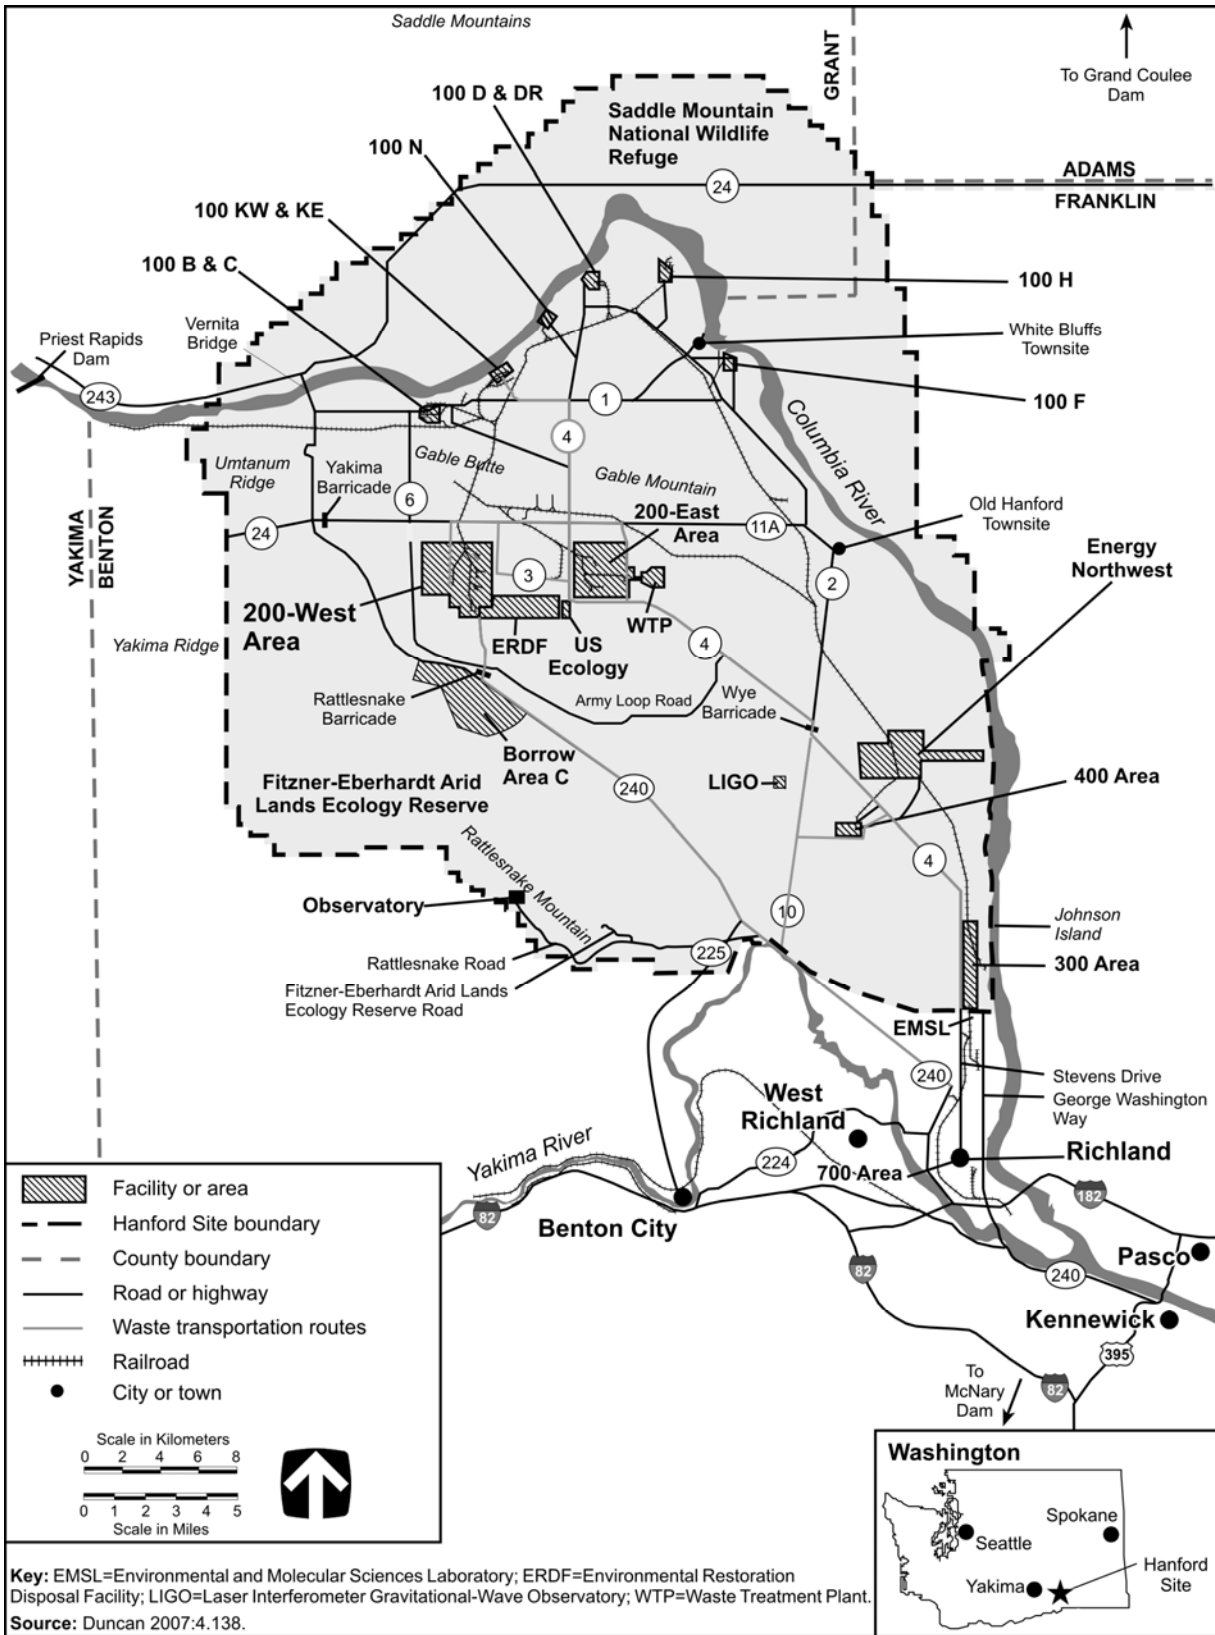 Saddle Mountains
GRANT
To Grand Coulee
Dam
100 D & DR
Saddle Mountain
National Wildlife
Refuge
100 N
ADAMS
FRANKLIN
24
100 KW & KE
100 B & C
100 H
Vernita
Bridge
Priest Rapids
Dam
White Bluffs
Townsite
243
1
100 F
4
Columbia River
Umtanum
Ridge
Yakima
Barricade
Gable Butte
Gable Mountain
6
200-East
Area
11A
Old Hanford
Townsite
24
YAKIMA
BENTON
Energy
Northwest
3
2
200-West
Area
ERDF
US
Ecology
WTP
4
Yakima Ridge
Rattlesnake
Barricade
Army Loop Road
Wye
Barricade
Borrow
Area C
Fitzner-Eberhardt Arid
Lands Ecology Reserve
240
LIGO
400 Area
Rattlesnake Mountain
4
Observatory
10
Johnson
Island
225
Rattlesnake Road
300 Area
Fitzner-Eberhardt Arid Lands
Ecology Reserve Road
EMSL
240
Stevens Drive
George Washington
Way
West
Richland
Yakima River
224
700 Area
Richland
82
182
Benton City
Pasco
82
240
Kennewick
395
To
McNary
Dam
82
Facility or area
Hanford Site boundary
County boundary
Road or highway
Waste transportation routes
Railroad
City or town
Scale in Kilometers
0 2 4 6 8
0 1 2 3 4 5
Scale in Miles
Washington
Spokane
Seattle
Hanford
Site
Yakima
Key: EMSL=Environmental and Molecular Sciences Laboratory; ERDF=Environmental Restoration
Disposal Facility; LIGO=Laser Interferometer Gravitational-Wave Observatory; WTP=Waste Treatment Plant.
Source: Duncan 2007:4.138.